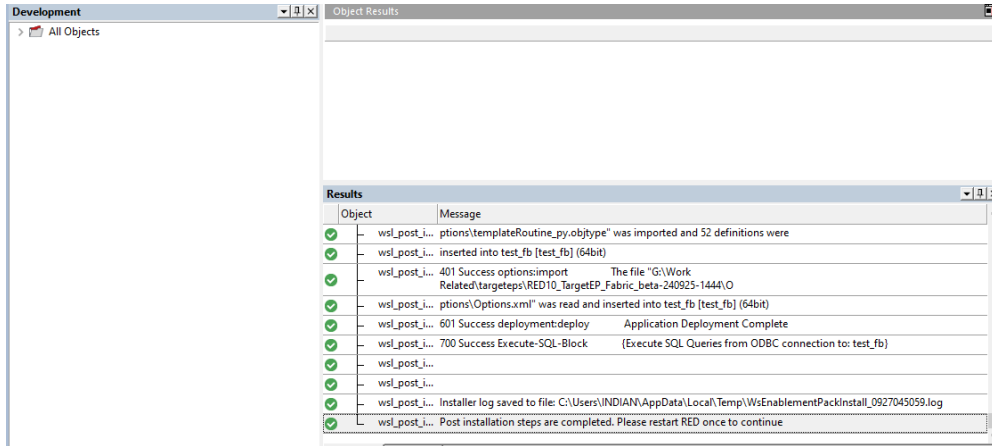 Development
Object Results
All Objects
Results
Object Message
wsl_post_i... ptions\templateRoutine_py.objtype" was imported and 52 definitions were
wsl_post_i... inserted into test_fb [test_fb] (64bit)
wsl_post_i... 401 Success options:import The file "G:\Work
Related\targeteps\RED10_TargetEP_Fabric_beta-240925-1444\O
wsl_post_i... ptions\Options.xml" was read and inserted into test_fb [test_fb] (64bit)
wsl_post_i... 601 Success deployment:deploy Application Deployment Complete
wsl_post_i... 700 Success Execute-SQL-Block {Execute SQL Queries from ODBC connection to: test_fb}
wsl_post_i...
wsl_post_i...
wsl_post_i... Installer log saved to file: C:\Users\INDIAN\AppData\Local\Temp\WsEnablementPackInstall_0927045059.log
wsl_post_i... Post installation steps are completed. Please restart RED once to continue